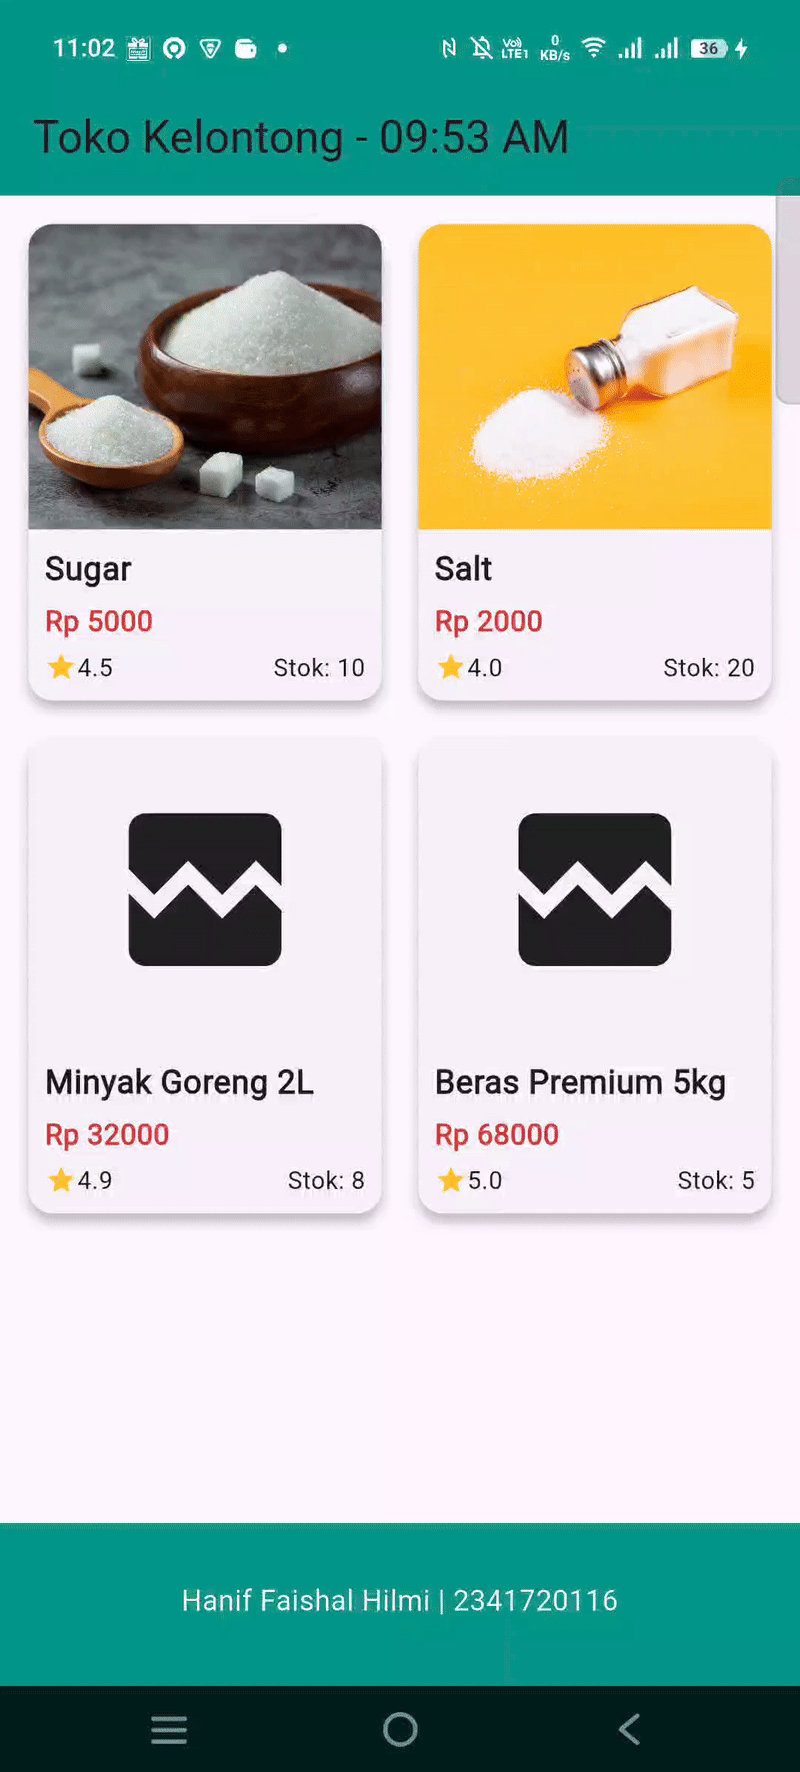 11:02 Vo) LTE1 0 KB/s 36
Toko Kelontong - 09:53 AM
Sugar
Rp 5000
4.5 Stok: 10
Salt
Rp 2000
4.0 Stok: 20
Minyak Goreng 2L
Rp 32000
4.9 Stok: 8
Beras Premium 5kg
Rp 68000
5.0 Stok: 5
Hanif Faishal Hilmi | 2341720116